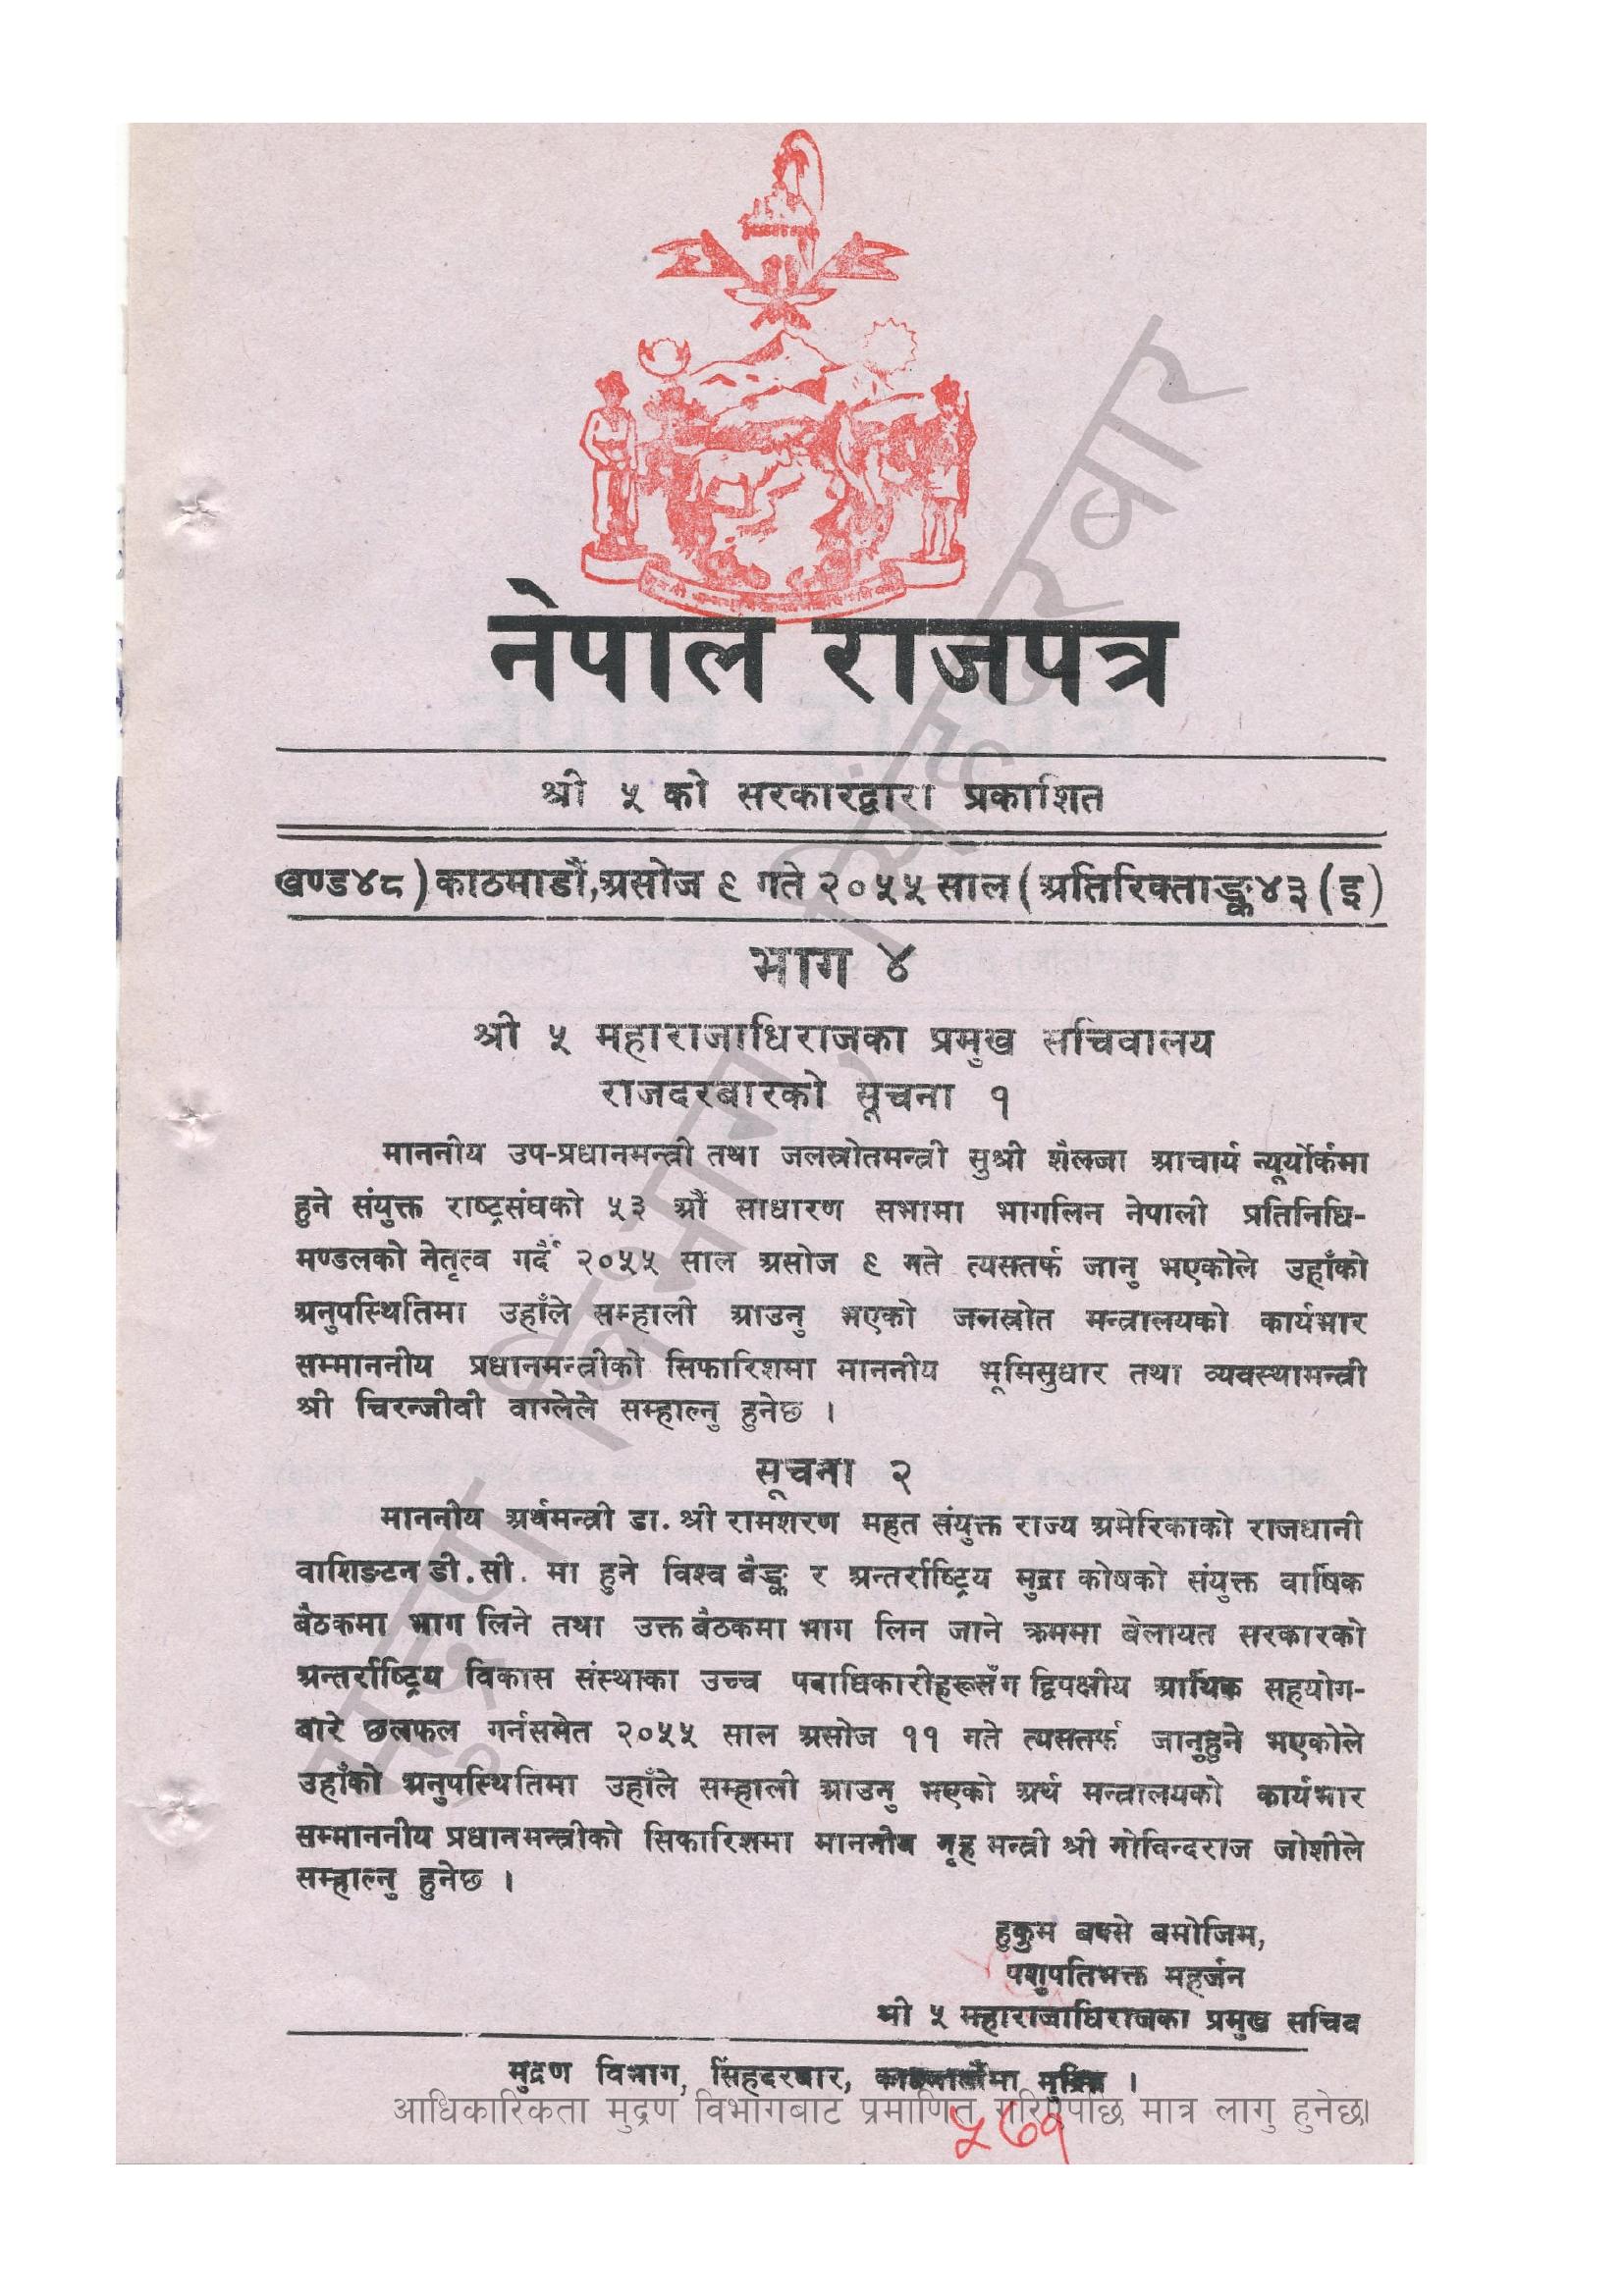 नेपाल राजपत्र
श्री ५ को सरकारद्वारा प्रकाशित
खण्ड४८) काठमाडौं,असोज ९ गते २०५५ साल (अतिरिक्ताङ्क४३(इ)
भाग ४
श्री ५ महाराजाधिराजका प्रमुख सचिवालय
राजदरबारको सूचना १
माननीय उप-प्रधानमन्त्री तथा जलस्रोतमन्त्री सुश्री शैलजा आचार्य न्यूयोर्कमा
हुने संयुक्त राष्ट्रसंघको ५३ औं साधारण सभामा भागलिन नेपाली प्रतिनिधि-
मण्डलको नेतृत्व गर्दै २०५५ साल असोज ९ गते त्यसतर्फ जानु भएकोले उहाँको
अनुपस्थितिमा उहाँले सम्हाली आउनु भएको जनस्रोत मन्त्रालयको कार्यभार
सम्माननीय प्रधानमन्त्रीको सिफारिशमा माननीय भूमिसुधार तथा व्यवस्थामन्त्री
श्री चिरन्जीवी वाग्लेले सम्हाल्नु हुनेछ ।
सूचना २
माननीय अर्थमन्त्री डा. श्री रामशरण महत संयुक्त राज्य अमेरिकाको राजधानी
वाशिङटन डी.सी. मा हुने विश्व बैङ्क र अन्तर्राष्ट्रिय मुद्रा कोषको संयुक्त वार्षिक
बैठकमा भाग लिने तथा उक्त बैठकमा भाग लिन जाने क्रममा बेलायत सरकारको
अन्तर्राष्ट्रिय विकास संस्थाका उच्च पदाधिकारीहरूसँग द्विपक्षीय आर्थिक सहयोग-
बारे छलफल गर्नसमेत २०५५ साल असोज ११ गते त्यसतर्फ जानुहुने भएकोले
उहाँको अनुपस्थितिमा उहाँले सम्हाली आउनु भएको अर्थ मन्त्रालयको कार्यभार
सम्माननीय प्रधानमन्त्रीको सिफारिशमा माननीय गृह मन्त्री श्री गोविन्दराज जोशीले
सम्हाल्नु हुनेछ ।
हुकुम बक्से बमोजिम,
पशुपतिभक्त महर्जन
श्री ५ महाराजाधिराजका प्रमुख सचिव
मुद्रण विभाग, सिंहदरबार, काठमाडौंमा मुद्रित ।
आधिकारिकता मुद्रण विभागबाट प्रमाणित गरिएपछि मात्र लागु हुनेछ।
५७१
मुद्रण विभाग, सिंहदरबार